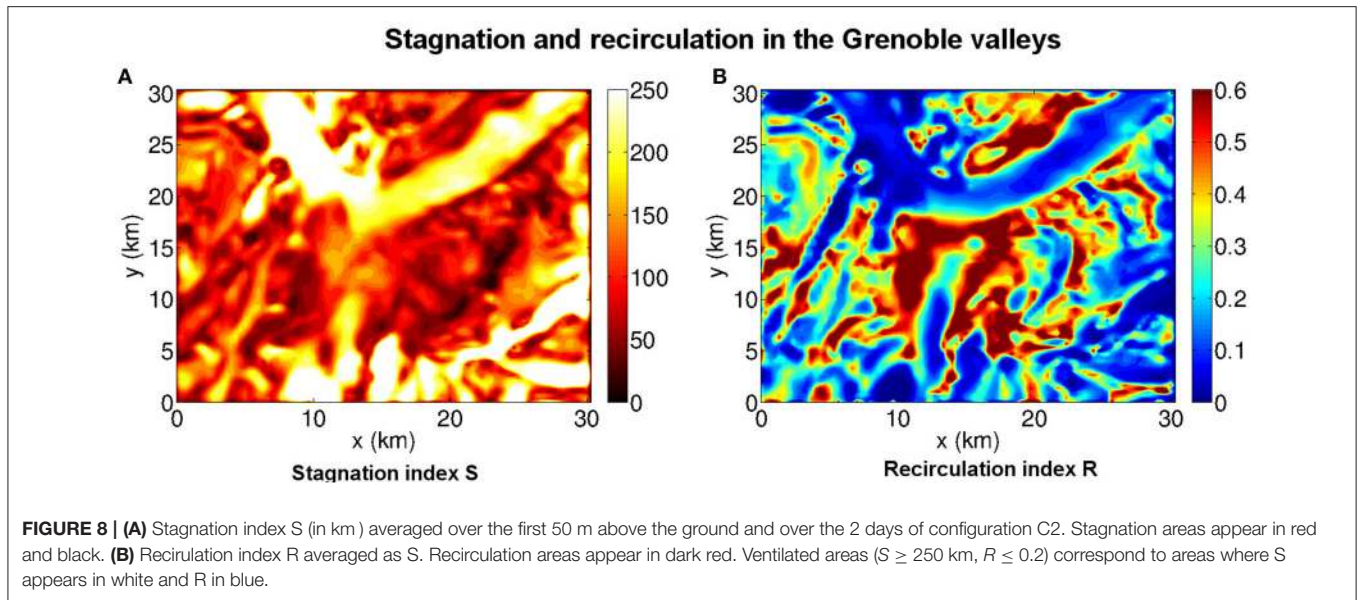 Stagnation and recirculation in the Grenoble valleys
A
B
30
25
20
15
10
5
0
y (km)
0
10
20
30
x (km)
250
200
150
100
50
0
Stagnation index S
30
25
20
15
10
5
0
y (km)
0
10
20
30
x (km)
0.6
0.5
0.4
0.3
0.2
0.1
0
Recirculation index R
FIGURE 8 | (A) Stagnation index S (in km) averaged over the first 50 m above the ground and over the 2 days of configuration C2. Stagnation areas appear in red
and black. (B) Recirulation index R averaged as S. Recirculation areas appear in dark red. Ventilated areas (S ≥ 250 km, R ≤ 0.2) correspond to areas where S
appears in white and R in blue.